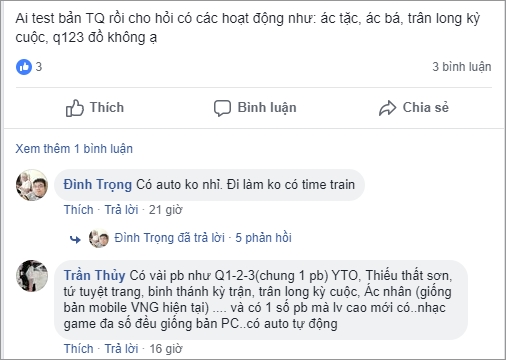 Ai test bản TQ rồi cho hỏi có các hoạt động như: ác tặc, ác bá, trân long kỳ
cuộc, q123 đồ không ạ
3
3 bình luận
Thích
Bình luận
Chia sẻ
Xem thêm 1 bình luận
Đình Trọng Có auto ko nhỉ. Đi làm ko có time train
Thích · Trả lời · 21 giờ
Đình Trọng đã trả lời · 5 phản hồi
Trần Thủy Có vài pb như Q1-2-3(chung 1 pb) YTO, Thiếu thất sơn,
tứ tuyệt trang, binh thánh kỳ trận, trân long kỳ cuộc, Ác nhân (giống
bản mobile VNG hiện tại) .... và có 1 số pb mà lv cao mới có..nhạc
game đa số đều giống bản PC..có auto tự động
Thích · Trả lời · 16 giờ